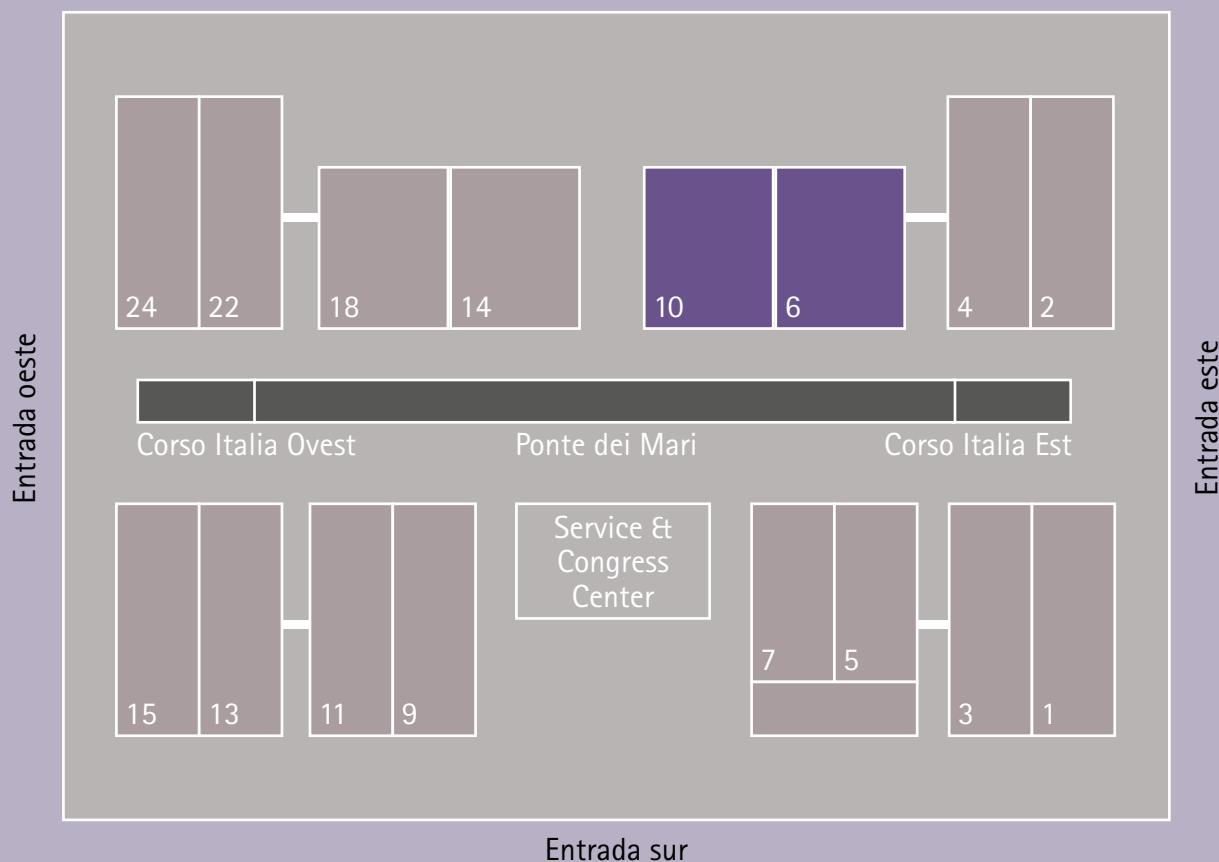 24
22
18
14
10
6
4
2
Entrada oeste
Entrada este
Corso Italia Ovest
Ponte dei Mari
Corso Italia Est
Service &
Congress
Center
7
5
15
13
11
9
3
1
Entrada sur